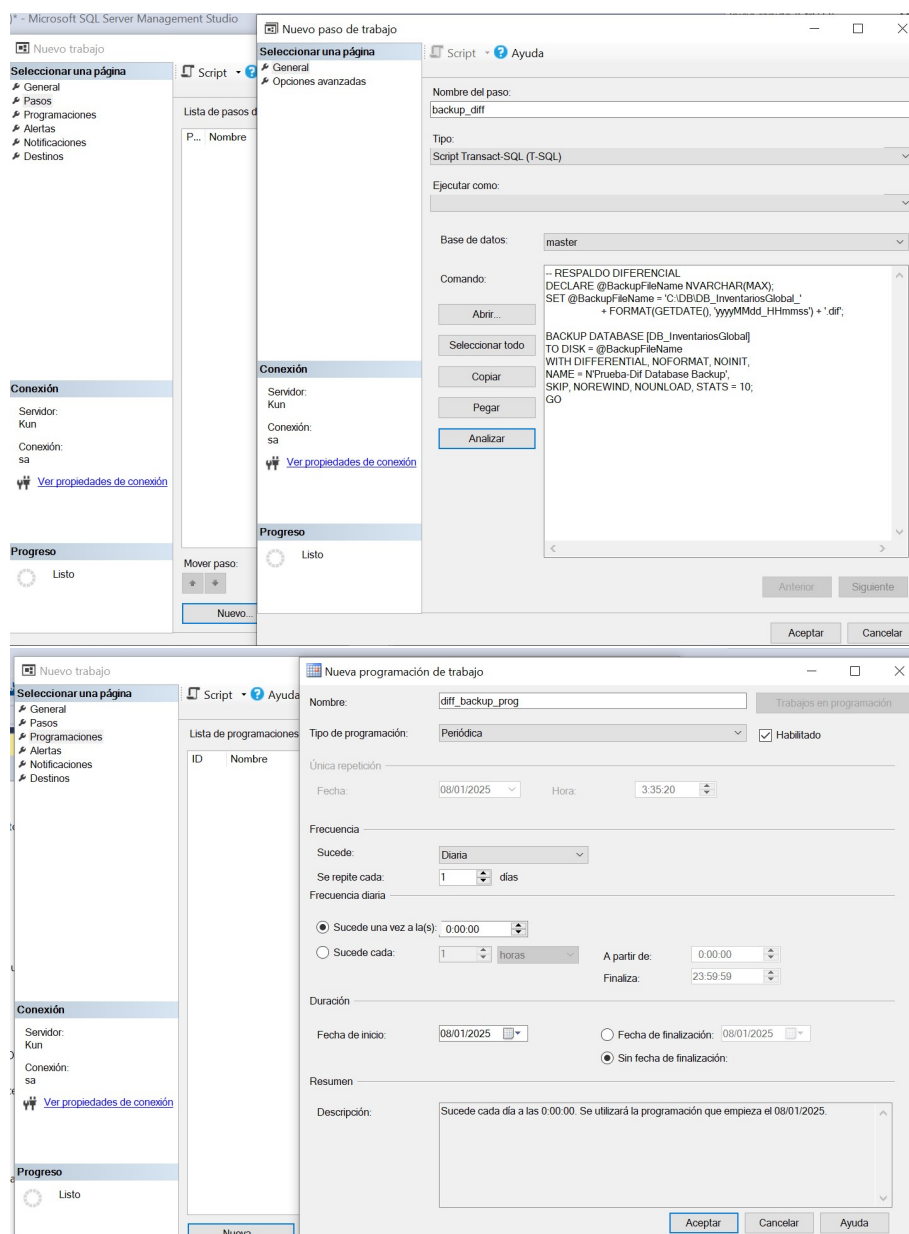 )* - Microsoft SQL Server Management Studio
Nuevo trabajo
Seleccionar una página
General
Pasos
Programaciones
Alertas
Notificaciones
Destinos
Script
Lista de pasos d
P... Nombre
Conexión
Servidor:
Kun
Conexión:
sa
Ver propiedades de conexión
Progreso
Listo
Mover paso:
Nuevo...
Nuevo paso de trabajo
Seleccionar una página
General
Opciones avanzadas
Script Ayuda
Nombre del paso:
backup_diff
Tipo:
Script Transact-SQL (T-SQL)
Ejecutar como:
Base de datos: master
Comando:
Abrir...
Seleccionar todo
Copiar
Pegar
Analizar
-- RESPALDO DIFERENCIAL
DECLARE @BackupFileName NVARCHAR(MAX);
SET @BackupFileName = 'C:\DB\DB_InventariosGlobal_'
+ FORMAT(GETDATE(), 'yyyyMMdd_HHmmss') + '.dif';
BACKUP DATABASE [DB_InventariosGlobal]
TO DISK = @BackupFileName
WITH DIFFERENTIAL, NOFORMAT, NOINIT,
NAME = N'Prueba-Dif Database Backup',
SKIP, NOREWIND, NOUNLOAD, STATS = 10;
GO
Conexión
Servidor:
Kun
Conexión:
sa
Ver propiedades de conexión
Progreso
Listo
Anterior Siguiente
Aceptar Cancelar
Nuevo trabajo
Seleccionar una página
General
Pasos
Programaciones
Alertas
Notificaciones
Destinos
Script Ayuda
Lista de programaciones
ID Nombre
Conexión
Servidor:
Kun
Conexión:
sa
Ver propiedades de conexión
Progreso
Listo
Nueva programación de trabajo
Nombre: diff_backup_prog Trabajos en programación
Tipo de programación: Periódica Habilitado
Única repetición
Fecha: 08/01/2025 Hora: 3:35:20
Frecuencia
Sucede: Diaria
Se repite cada: 1 días
Frecuencia diaria
Sucede una vez a la(s): 0:00:00
Sucede cada: 1 horas A partir de: 0:00:00
Finaliza: 23:59:59
Duración
Fecha de inicio: 08/01/2025 Fecha de finalización: 08/01/2025
Sin fecha de finalización:
Resumen
Descripción: Sucede cada día a las 0:00:00. Se utilizará la programación que empieza el 08/01/2025.
Aceptar Cancelar Ayuda